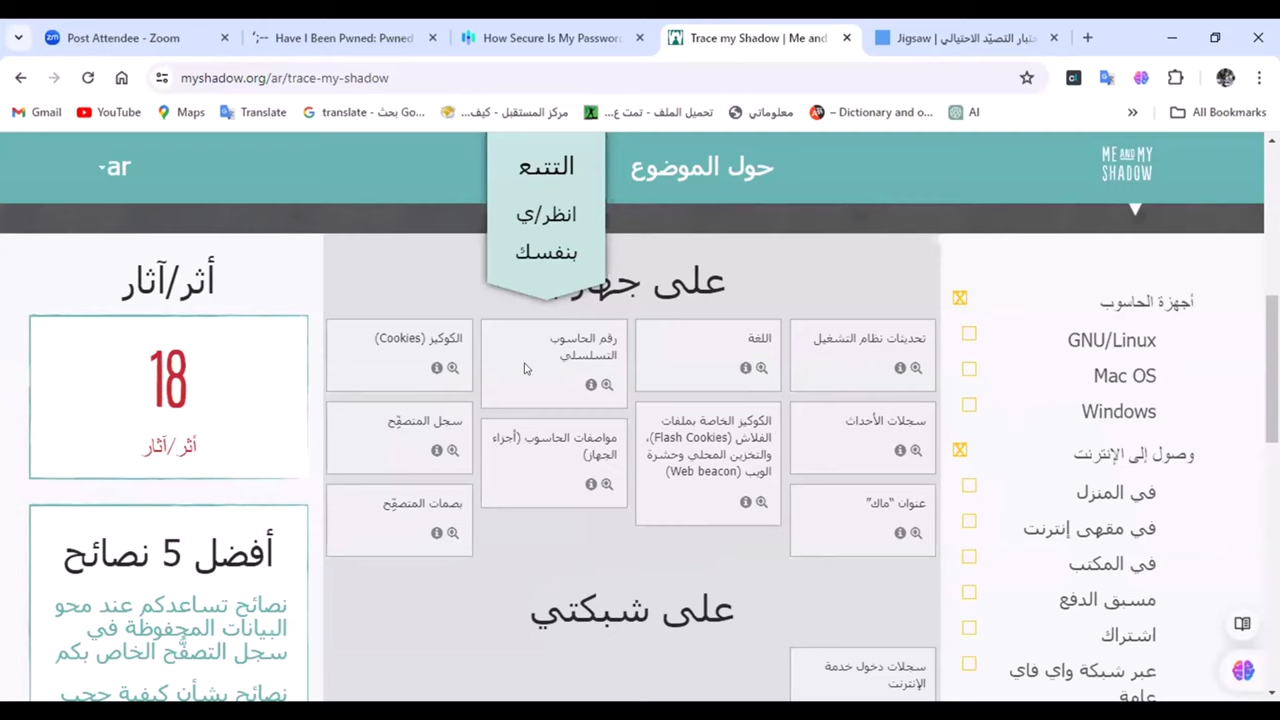 Post Attendee - Zoom
Have I Been Pwned: Pwned
How Secure Is My Password
Trace my Shadow | Me and
Jigsaw | ختبار التصيّد الاحتيالي
myshadow.org/ar/trace-my-shadow
Gmail
YouTube
Maps
Translate
translate - بحث Go...
مركز المستقبل - كيف...
تحميل الملف - تمت ع...
معلوماتي
– Dictionary and o...
AI
All Bookmarks
ME AND MY
SHADOW
حول الموضوع
التتبع
انظر/ي
بنفسك
ar
أجهزة الحاسوب
GNU/Linux
Mac OS
Windows
وصول إلى الإنترنت
في المنزل
في مقهى إنترنت
في المكتب
مسبق الدفع
اشتراك
عبر شبكة واي فاي
عامة
على
تحديثات نظام التشغيل
اللغة
رقم الحاسوب
التسلسلي
الكوكيز (Cookies)
سجلات الأحداث
الكوكيز الخاصة بملفات
الفلاش (Flash Cookies)،
والتخزين المحلي وحشرة
الويب (Web beacon)
مواصفات الحاسوب (أجزاء
الجهاز)
سجل المتصفّح
عنوان "ماك"
بصمات المتصفّح
على شبكتي
سجلات دخول خدمة
الإنترنت
أثر/آثار
18
أثر/آثار
أفضل 5 نصائح
نصائح تساعدكم عند محو
البيانات المحفوظة في
سجل التصفُّح الخاص بكم
نصائح بشأن كيفية حجب